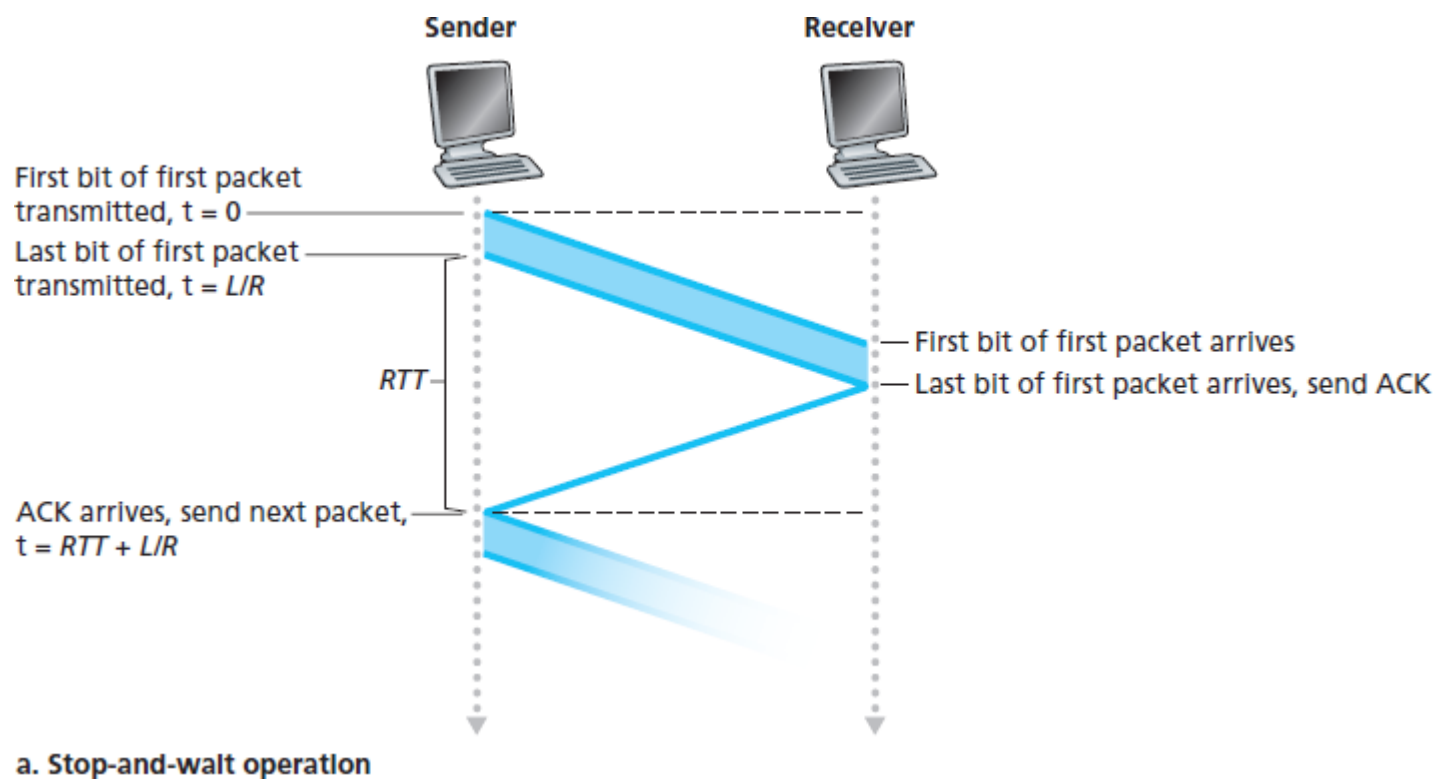 Sender
Receiver
First bit of first packet
transmitted, t = 0
Last bit of first packet
transmitted, t = L/R
First bit of first packet arrives
Last bit of first packet arrives, send ACK
RTT
ACK arrives, send next packet,
t = RTT + L/R
a. Stop-and-wait operation